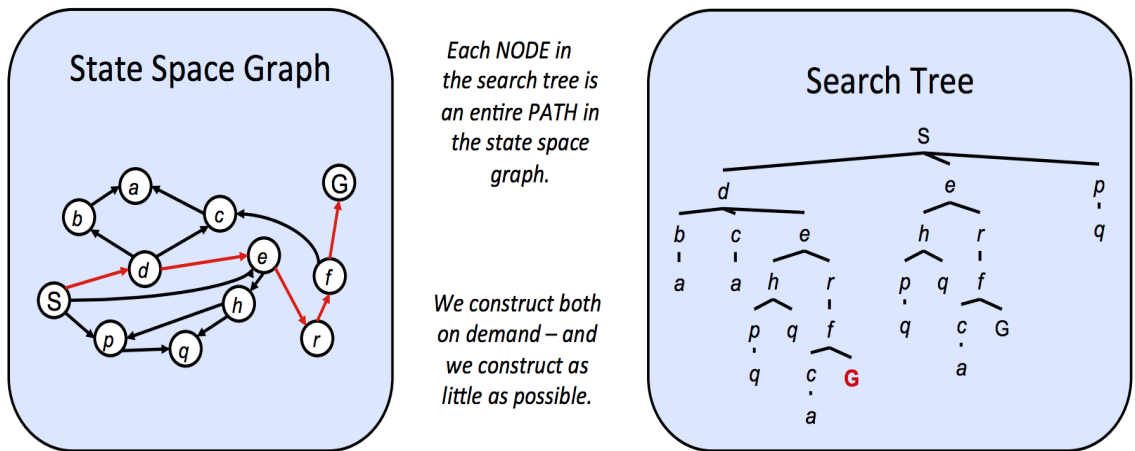 State Space Graph
G
a
b
c
d
e
f
S
h
p
q
r
Each NODE in
the search tree is
an entire PATH in
the state space
graph.
We construct both
on demand – and
we construct as
little as possible.
Search Tree
S
d e p
b c e h r q
a a h r p q f
p q f q c G
q c G a
a